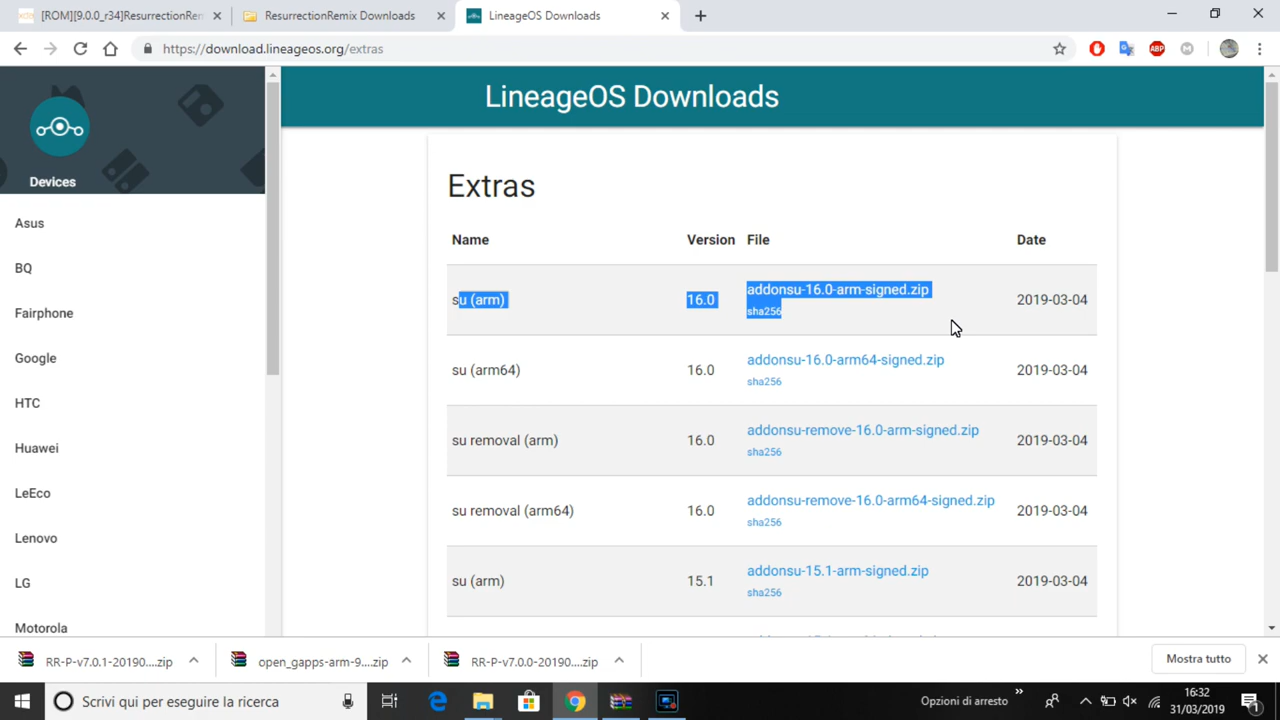 [ROM][9.0.0_r34]ResurrectionRem
ResurrectionRemix Downloads
LineageOS Downloads
https://download.lineageos.org/extras
ABP
M
Devices
Asus
BQ
Fairphone
Google
HTC
Huawei
LeEco
Lenovo
LG
Motorola
LineageOS Downloads
Extras
Name Version File Date
su (arm) 16.0 addonsu-16.0-arm-signed.zip 2019-03-04
sha256
su (arm64) 16.0 addonsu-16.0-arm64-signed.zip 2019-03-04
sha256
su removal (arm) 16.0 addonsu-remove-16.0-arm-signed.zip 2019-03-04
sha256
su removal (arm64) 16.0 addonsu-remove-16.0-arm64-signed.zip 2019-03-04
sha256
su (arm) 15.1 addonsu-15.1-arm-signed.zip 2019-03-04
sha256
RR-P-v7.0.1-20190....zip
open_gapps-arm-9....zip
RR-P-v7.0.0-20190....zip
Mostra tutto
Scrivi qui per eseguire la ricerca
Opzioni di arresto
16:32
31/03/2019
1